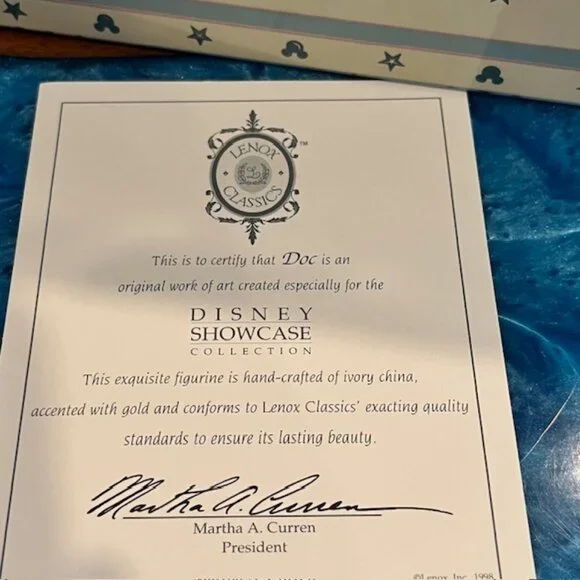 LENOX
L
CLASSICS
TM
This is to certify that Doc is an
original work of art created especially for the
DISNEY
SHOWCASE
COLLECTION
This exquisite figurine is hand-crafted of ivory china,
accented with gold and conforms to Lenox Classics' exacting quality
standards to ensure its lasting beauty.
Martha A. Curren
Martha A. Curren
President
©Lenox, Inc. 1998